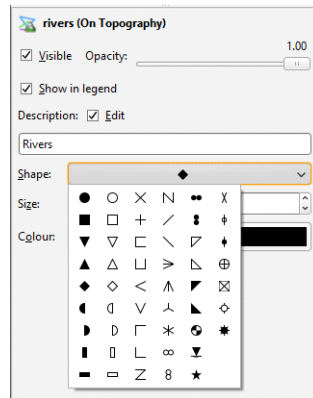 rivers (On Topography)
Visible Opacity: 1.00
Show in legend
Description: Edit
Rivers
Shape:
Size:
Colour: